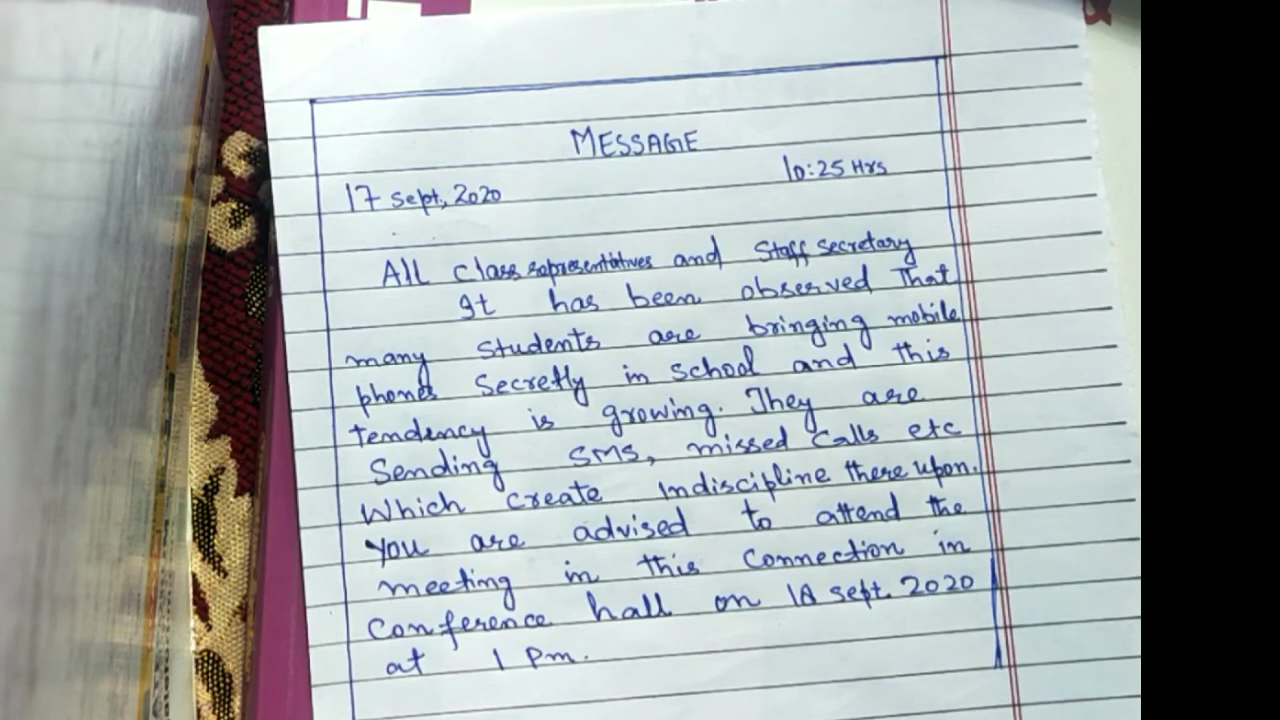 MESSAGE
10:25 Hrs
17 Sept, 2020
All Class representatives and Staff Secretary
It has been observed That
many students are bringing mobile
phones Secretly in school and this
tendency is growing. They are
Sending SMS, missed Calls etc
Which create Indiscipline there upon.
You are advised to attend the
meeting in this Connection in
Conference hall on 18 sept. 2020
at 1 Pm.